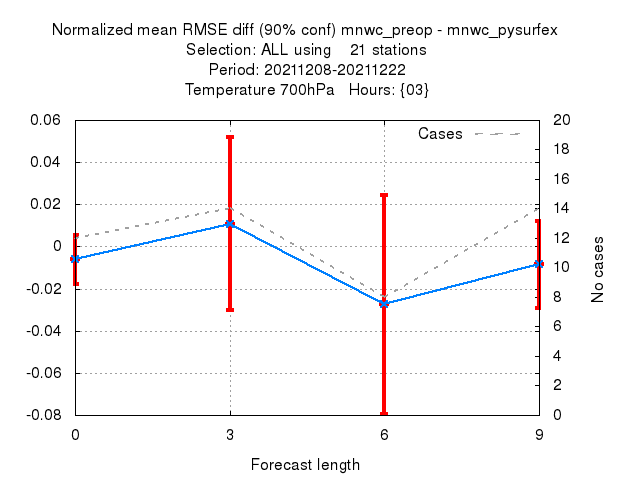 Normalized mean RMSE diff (90% conf) mnwc_preop - mnwc_pysurfex
Selection: ALL using    21 stations
Period: 20211208-20211222
Temperature 700hPa   Hours: {03}
0.06
0.04
0.02
0
-0.02
-0.04
-0.06
-0.08
Cases
20
18
16
14
12
10
8
6
4
2
0
No cases
0 3 6 9
Forecast length